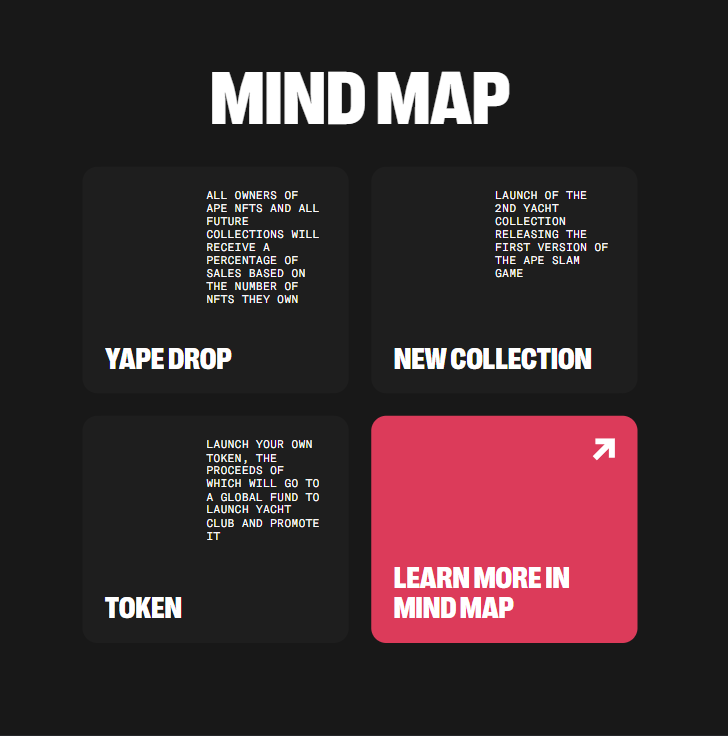 MIND MAP
ALL OWNERS OF
APE NFTS AND ALL
FUTURE
COLLECTIONS WILL
RECEIVE A
PERCENTAGE OF
SALES BASED ON
THE NUMBER OF
NFTS THEY OWN
YAPE DROP
LAUNCH OF THE
2ND YACHT
COLLECTION
RELEASING THE
FIRST VERSION OF
THE APE SLAM
GAME
NEW COLLECTION
LAUNCH YOUR OWN
TOKEN, THE
PROCEEDS OF
WHICH WILL GO TO
A GLOBAL FUND TO
LAUNCH YACHT
CLUB AND PROMOTE
IT
TOKEN
LEARN MORE IN
MIND MAP